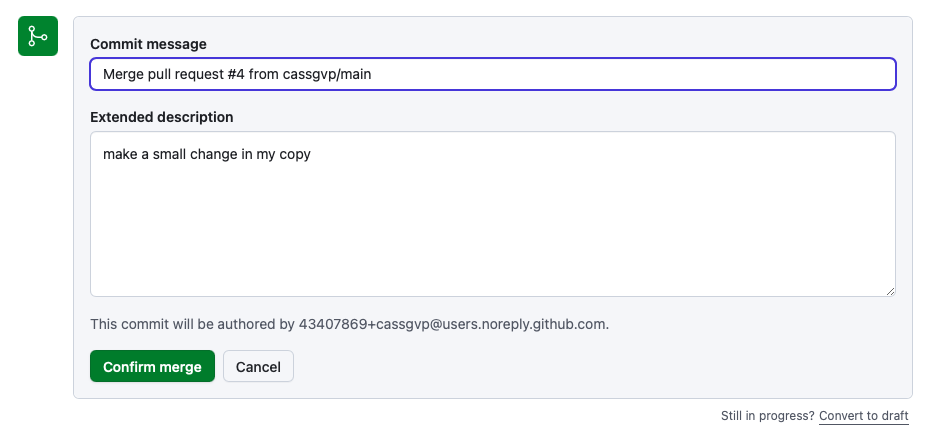 Commit message
Merge pull request #4 from cassgvp/main
Extended description
make a small change in my copy
This commit will be authored by 43407869+cassgvp@users.noreply.github.com.
Confirm merge Cancel
Still in progress? Convert to draft